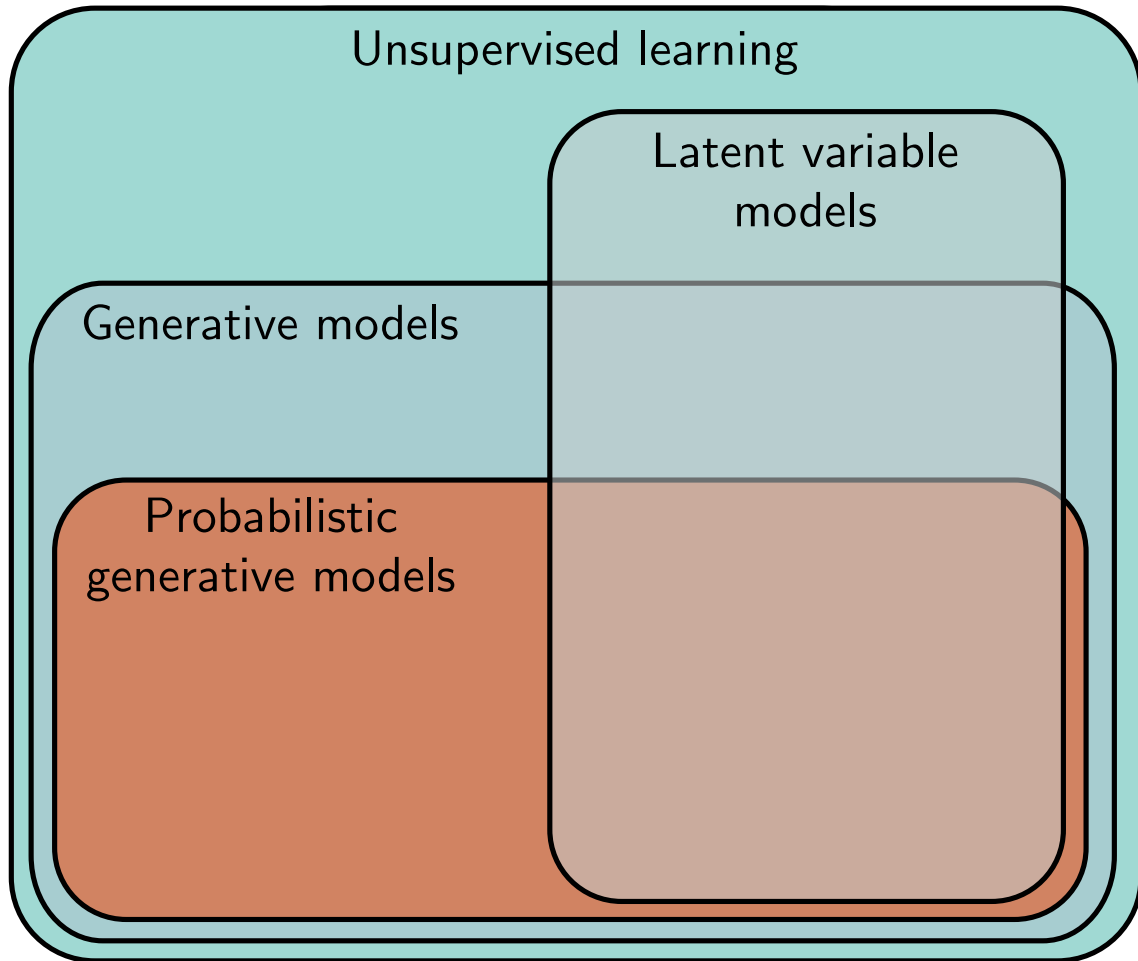 Unsupervised learning
Latent variable
models
Generative models
Probabilistic
generative models